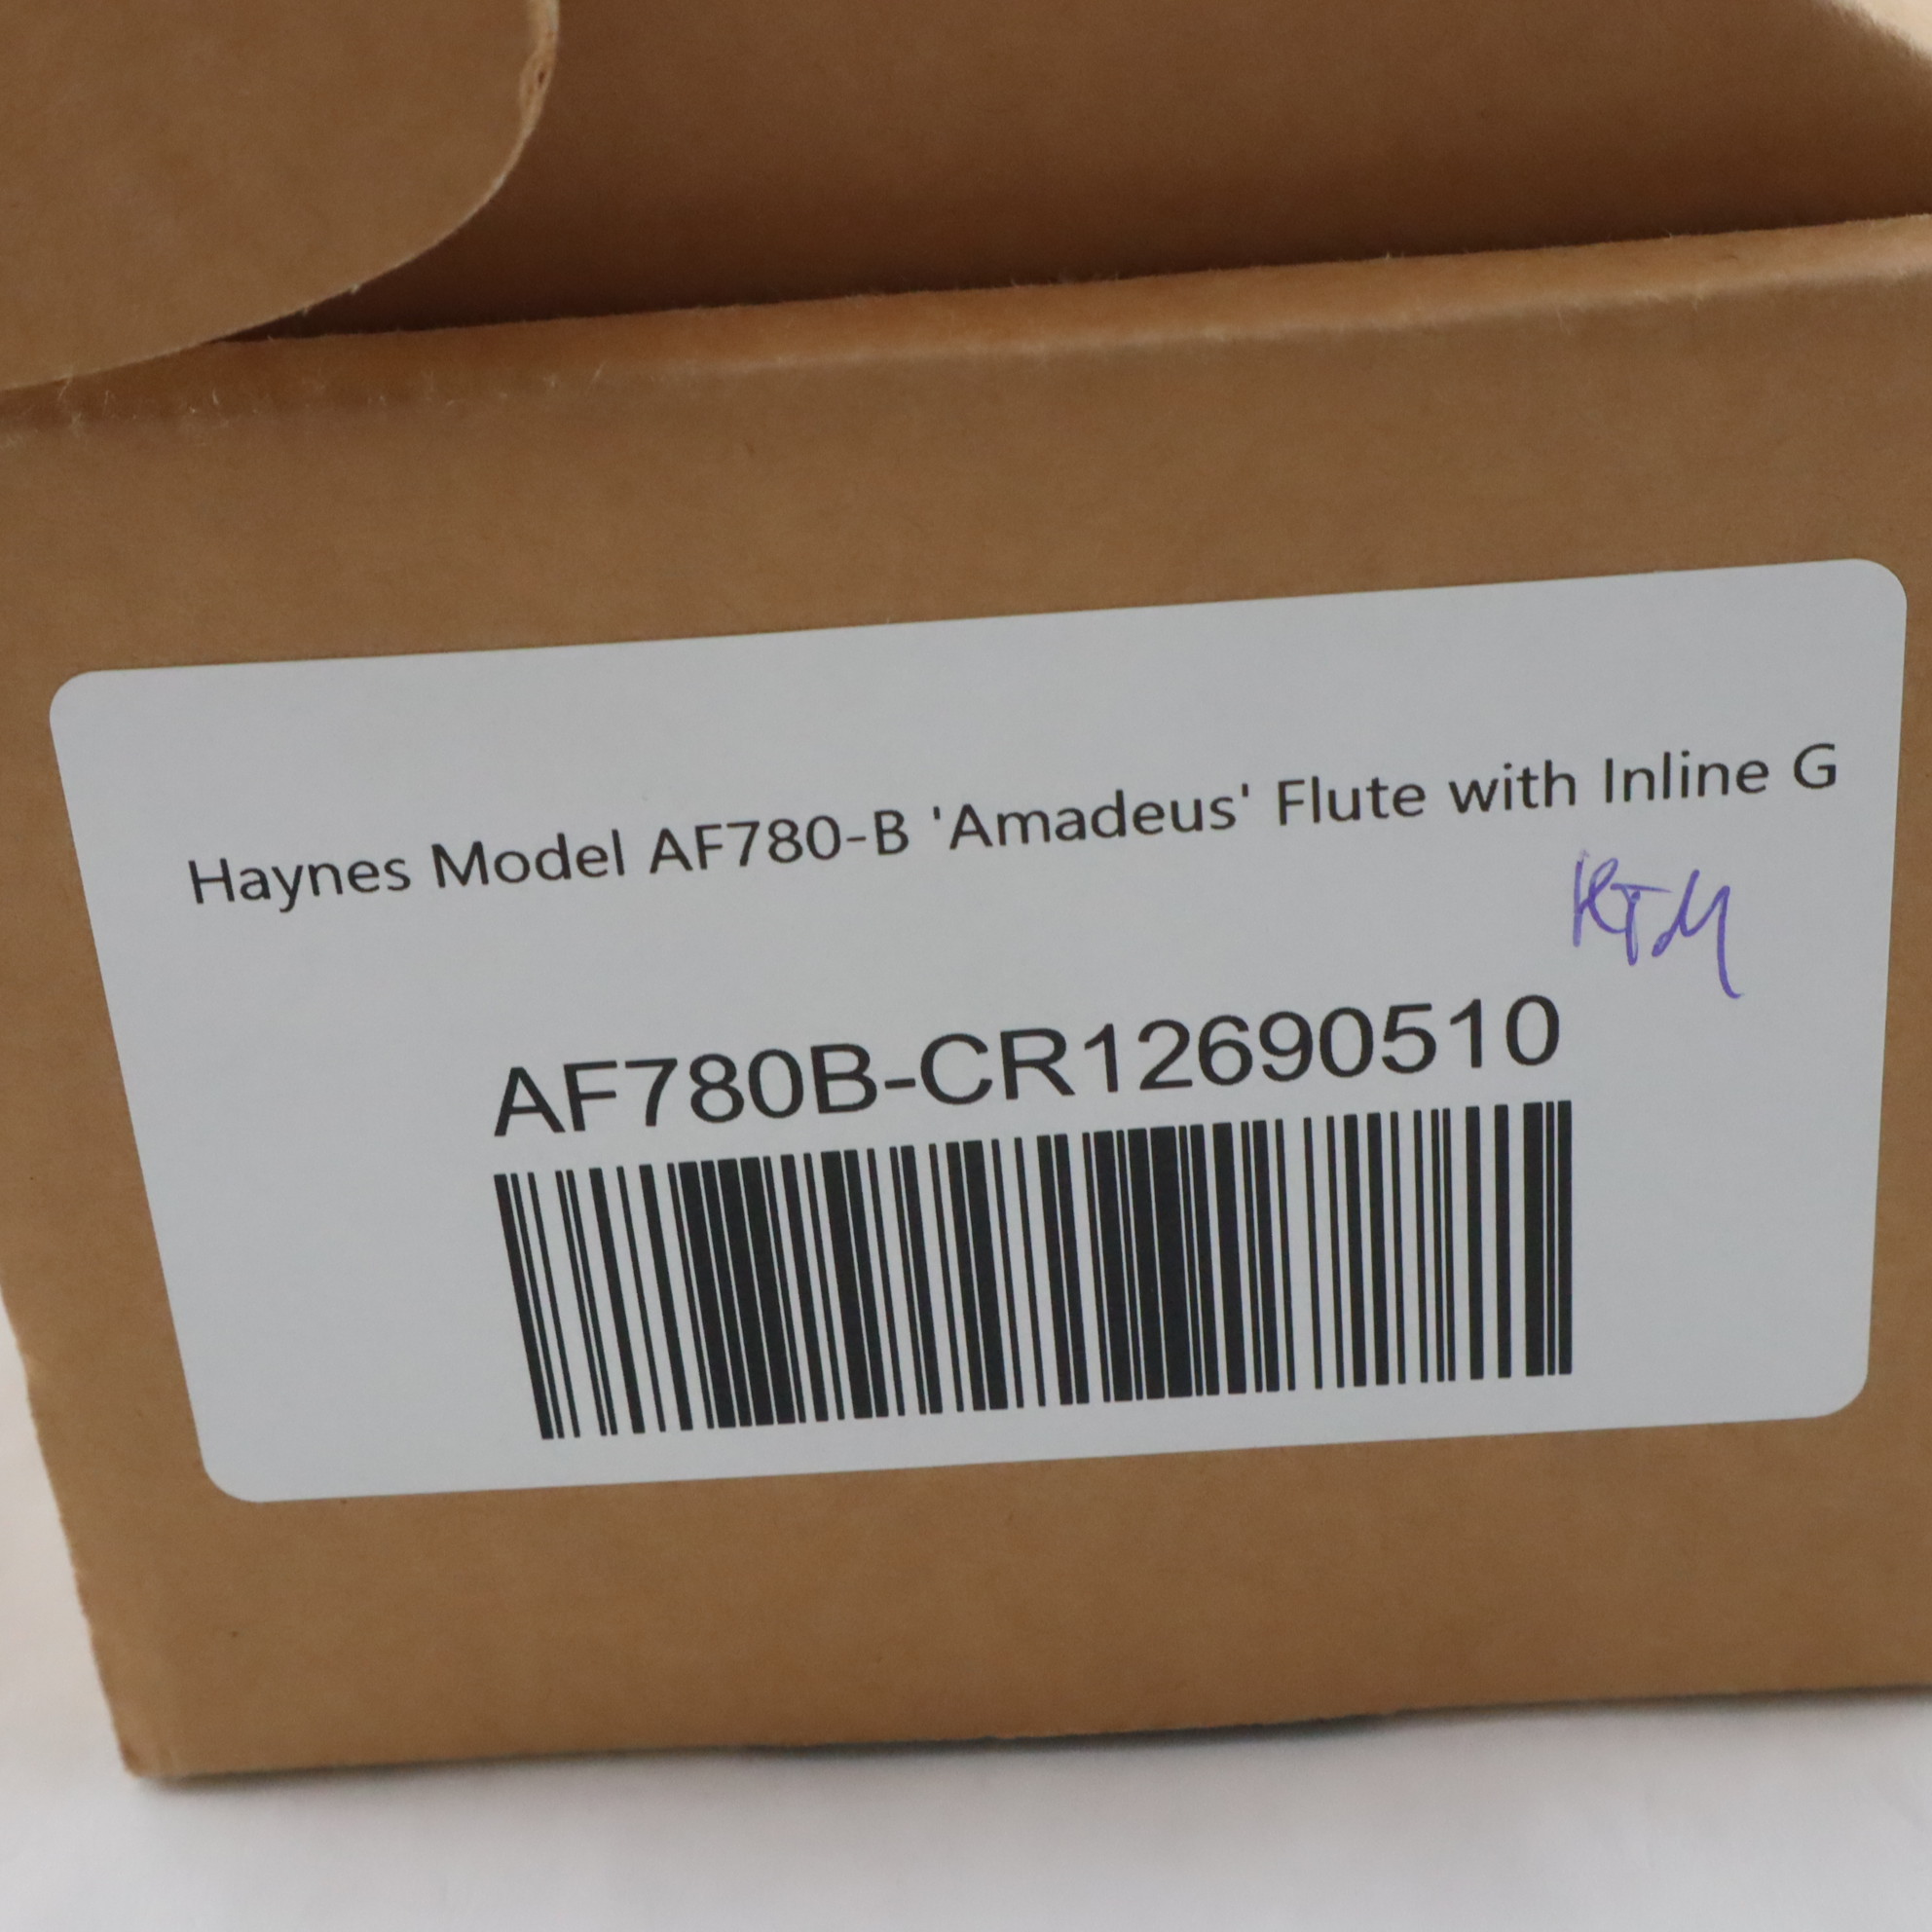 Haynes Model AF780-B 'Amadeus' Flute with Inline G
AF780B-CR12690510